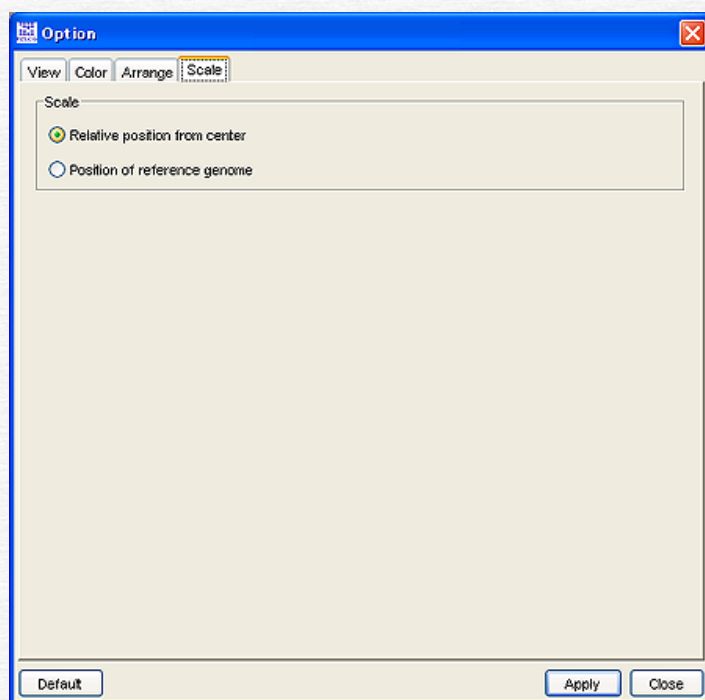 Option
View Color Arrange Scale
Scale
Relative position from center
Position of reference genome
Default Apply Close